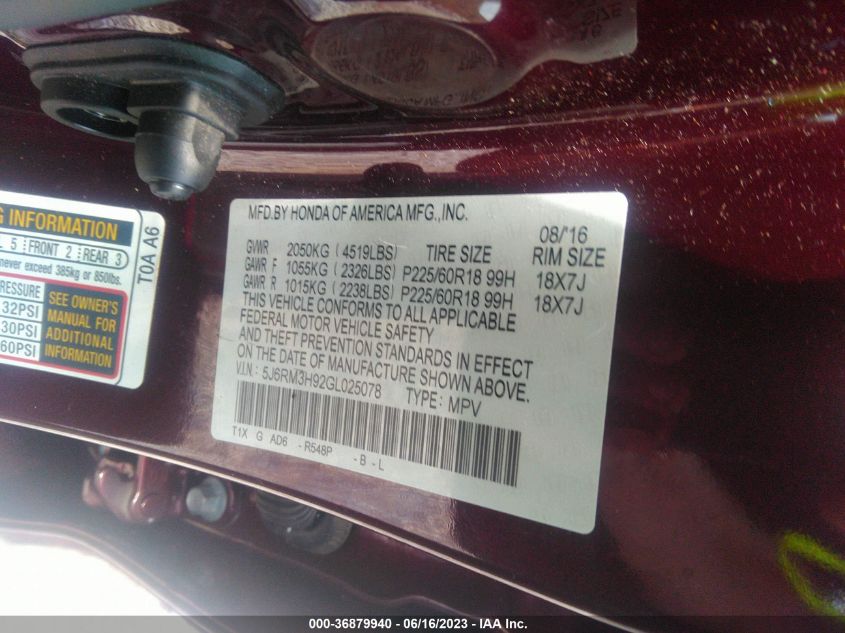 G INFORMATION
L 5 FRONT 2 REAR 3
never exceed 385kg or 850lbs.
PRESSURE
32PSI
30PSI
60PSI
SEE OWNER'S
MANUAL FOR
ADDITIONAL
INFORMATION
T0A A6
MFD.BY HONDA OF AMERICA MFG.,INC.
08/'16
GVWR 2050KG (4519LBS) TIRE SIZE RIM SIZE
GAWR F 1055KG (2326LBS) P225/60R18 99H 18X7J
GAWR R 1015KG (2238LBS) P225/60R18 99H 18X7J
THIS VEHICLE CONFORMS TO ALL APPLICABLE
FEDERAL MOTOR VEHICLE SAFETY
AND THEFT PREVENTION STANDARDS IN EFFECT
ON THE DATE OF MANUFACTURE SHOWN ABOVE.
V.I.N: 5J6RM3H92GL025078 TYPE: MPV
T1X G AD6 -R548P -B-L
000-36879940 - 06/16/2023 - IAA Inc.